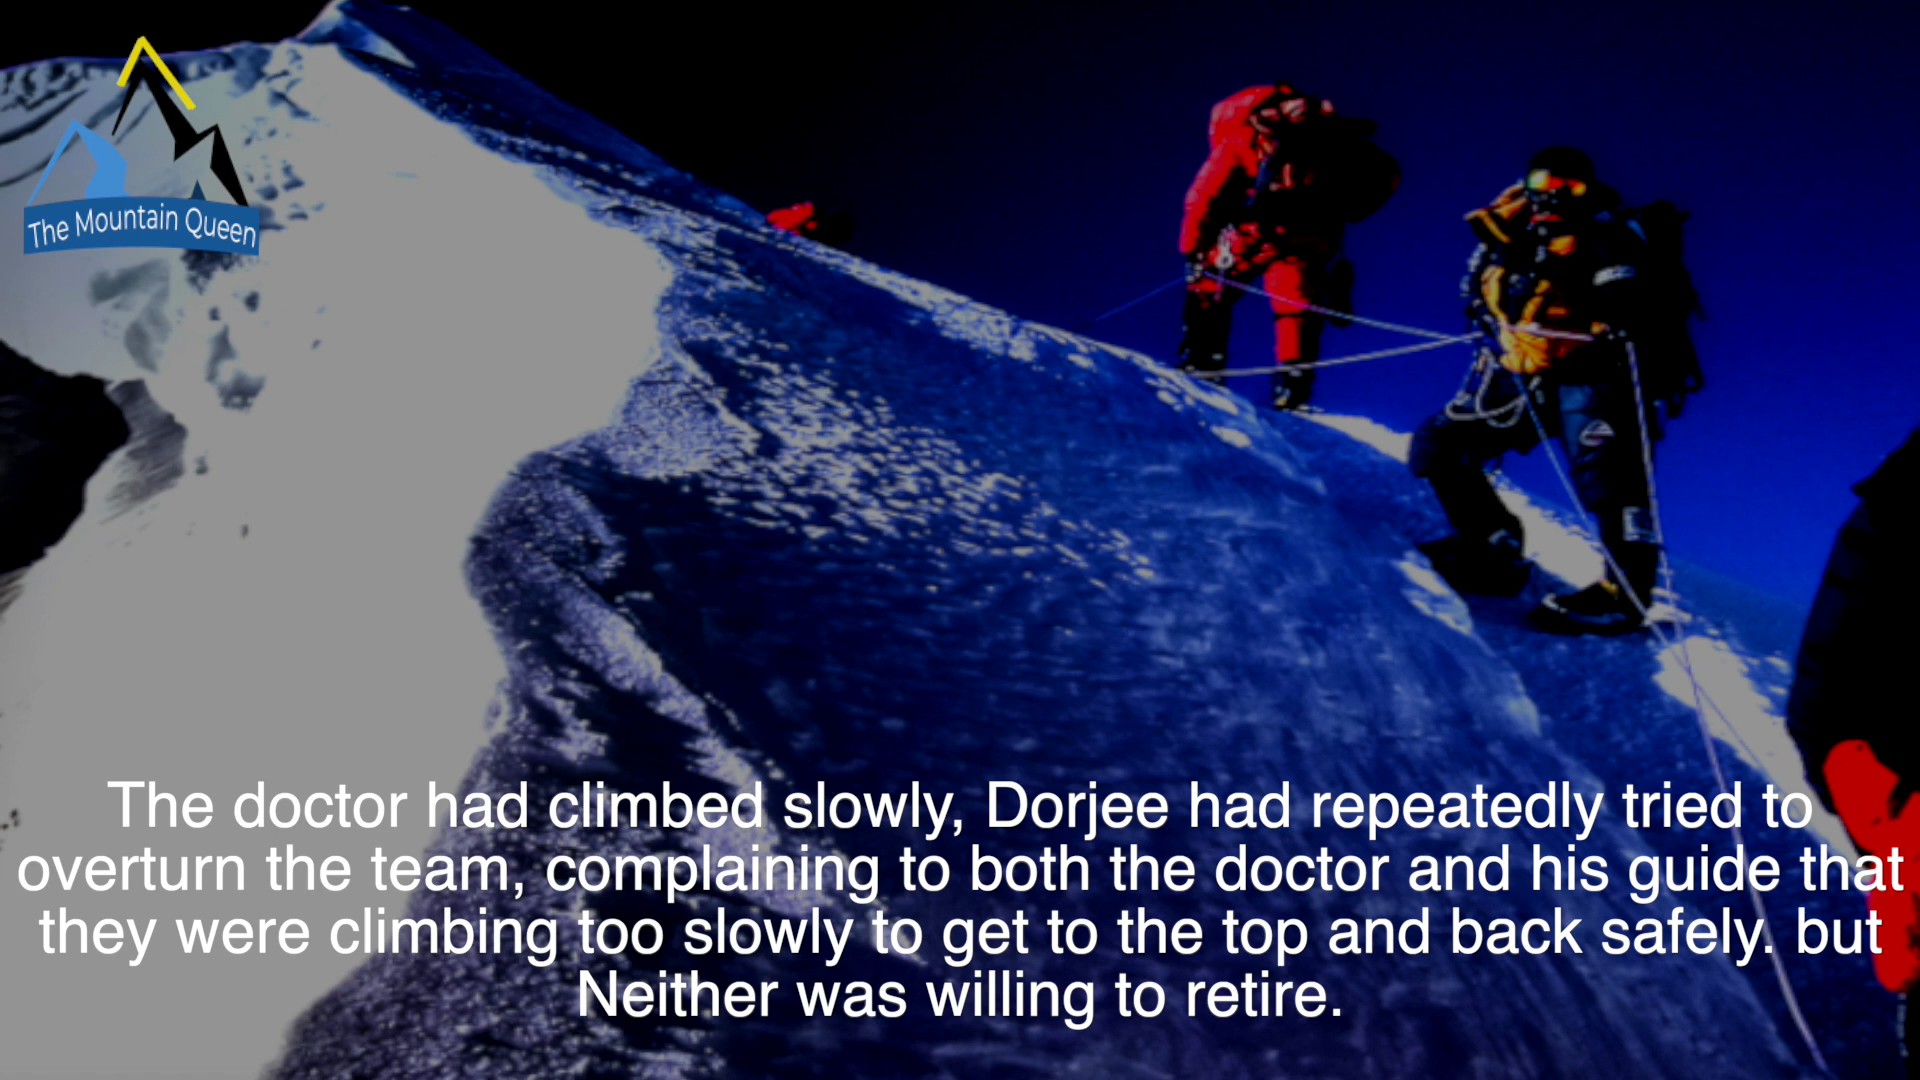 The Mountain Queen
The doctor had climbed slowly, Dorjee had repeatedly tried to
overturn the team, complaining to both the doctor and his guide that
they were climbing too slowly to get to the top and back safely. but
Neither was willing to retire.